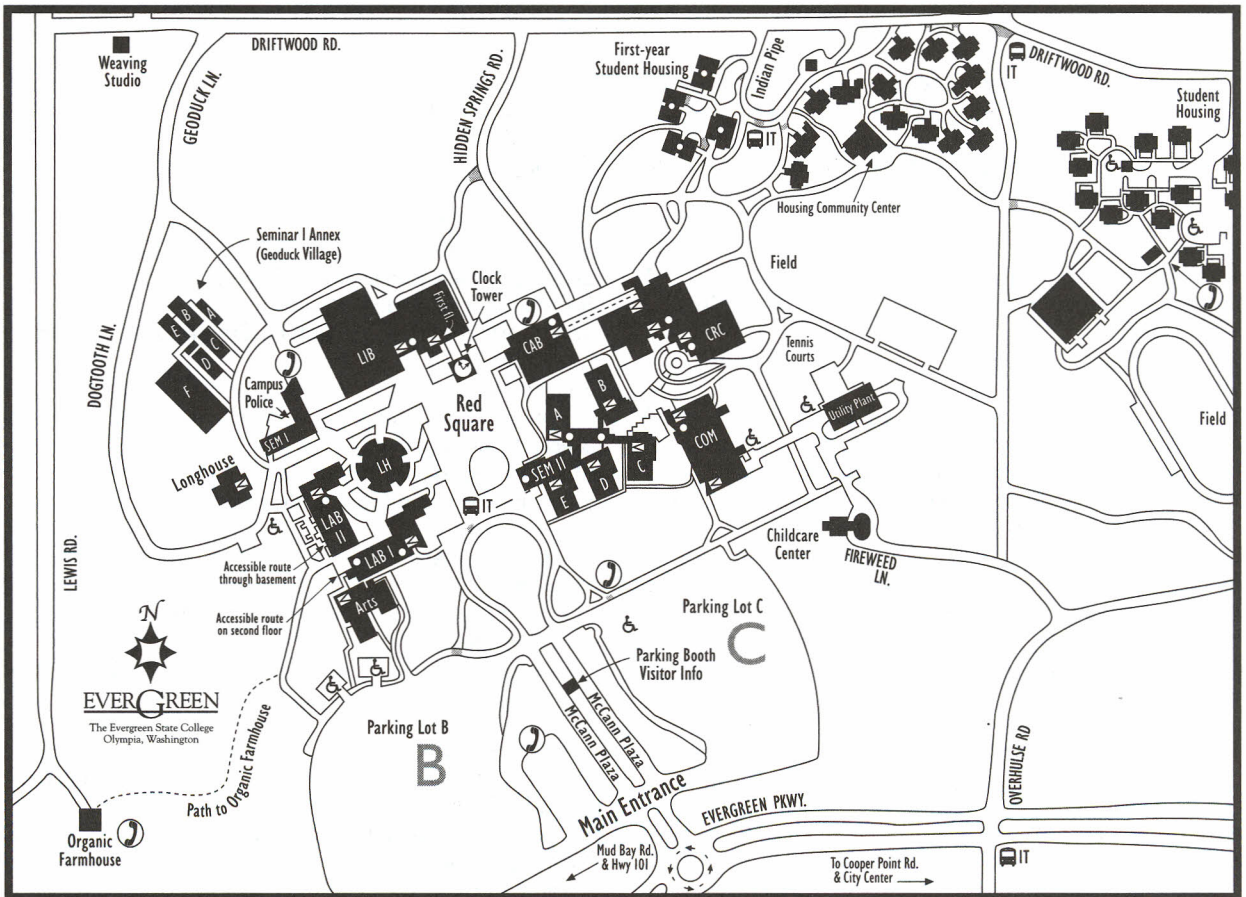 Weaving
Studio
DRIFTWOOD RD.
GEODUCK LN.
HIDDEN SPRINGS RD.
First-year
Student Housing
Indian Pipe
IT
IT
DRIFTWOOD RD.
Student
Housing
Housing Community Center
Seminar I Annex
(Geoduck Village)
Clock
Tower
Field
DOGTOOTH LN.
A
B
E
C
D
F
LIB
First fl.
CAB
CRC
Tennis
Courts
Campus
Police
SEM I
Red
Square
A
B
COM
Utility Plant
Field
Longhouse
LH
SEM II
C
D
E
IT
LAB
II
LAB I
Childcare
Center
FIREWEED
LN.
LEWIS RD.
Accessible route
through basement
Arts
Accessible route
on second floor
Parking Lot C
C
N
EVERGREEN
The Evergreen State College
Olympia, Washington
Parking Booth
Visitor Info
Parking Lot B
B
McCann Plaza
McCann Plaza
OVERHULSE RD
Path to Organic Farmhouse
Main Entrance
EVERGREEN PKWY.
Organic
Farmhouse
Mud Bay Rd.
& Hwy 101
To Cooper Point Rd.
& City Center
IT